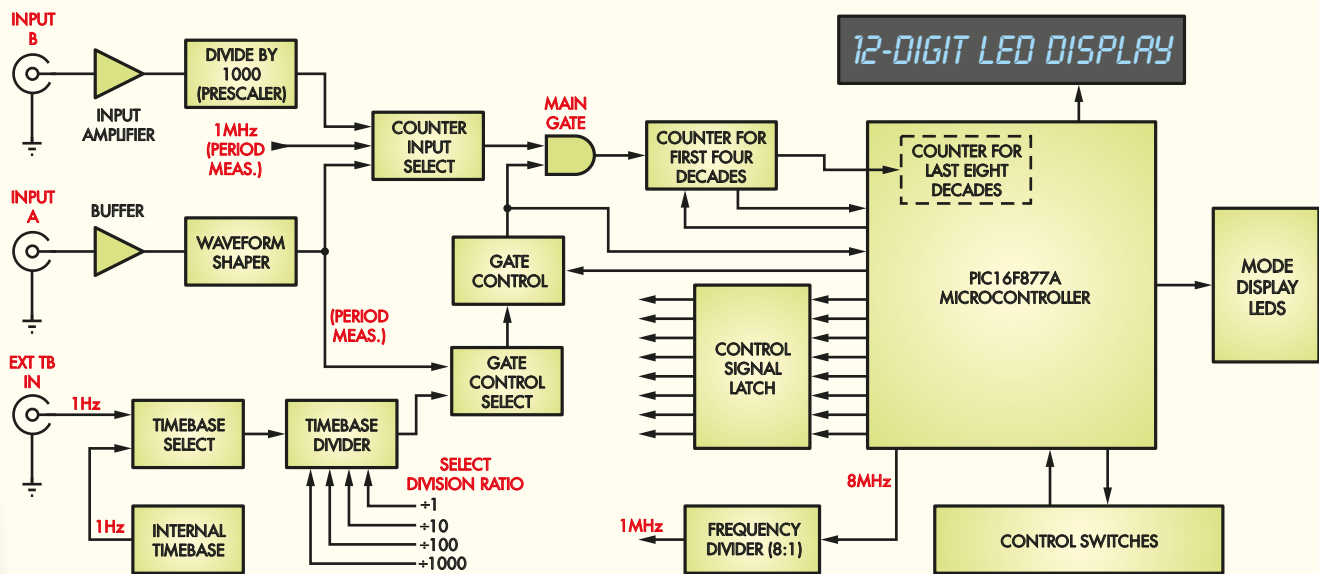 INPUT
B
INPUT
AMPLIFIER
DIVIDE BY
1000
(PRESCALER)
1MHz
(PERIOD
MEAS.)
COUNTER
INPUT
SELECT
MAIN
GATE
COUNTER FOR
FIRST FOUR
DECADES
12-DIGIT LED DISPLAY
COUNTER FOR
LAST EIGHT
DECADES
PIC16F877A
MICROCONTROLLER
MODE
DISPLAY
LEDS
INPUT
A
BUFFER
WAVEFORM
SHAPER
GATE
CONTROL
(PERIOD
MEAS.)
GATE
CONTROL
SELECT
CONTROL
SIGNAL
LATCH
EXT TB
IN
1Hz
TIMEBASE
SELECT
TIMEBASE
DIVIDER
SELECT
DIVISION RATIO
÷1
÷10
÷100
÷1000
1Hz
INTERNAL
TIMEBASE
8MHz
1MHz
FREQUENCY
DIVIDER (8:1)
CONTROL SWITCHES